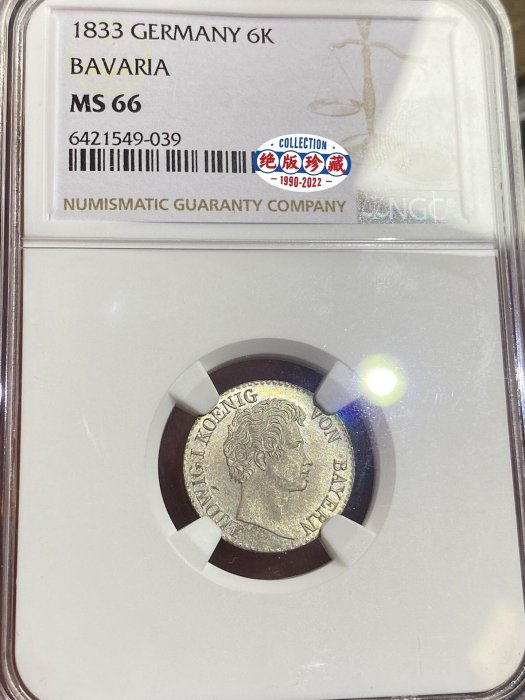 1833 GERMANY 6K
BAVARIA
MS 66
6421549-039
COLLECTION
绝版珍藏
-1990-2022-
NUMISMATIC GUARANTY COMPANY
NGC
LUDWIG I KOENIG VON BAYERN